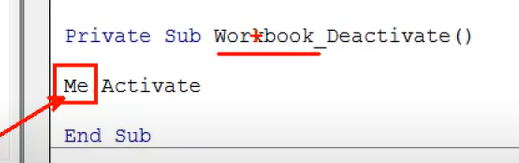 Private Sub Workbook_Deactivate()
Me Activate
End Sub